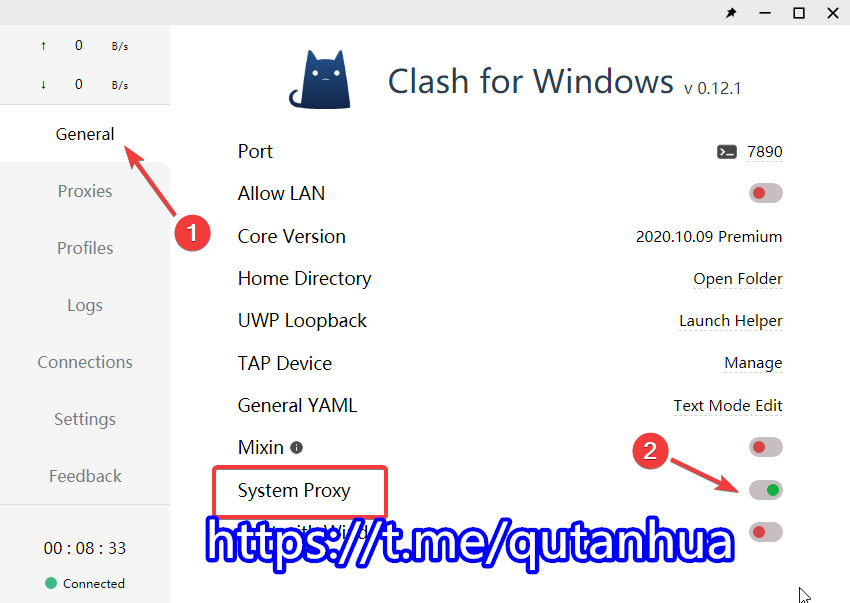 ↑ 0 B/s
↓ 0 B/s
General
Proxies
Profiles
Logs
Connections
Settings
Feedback
00 : 08 : 33
Connected
Clash for Windows v 0.12.1
Port 7890
Allow LAN
Core Version 2020.10.09 Premium
Home Directory Open Folder
UWP Loopback Launch Helper
TAP Device Manage
General YAML Text Mode Edit
Mixin
System Proxy
https://t.me/qutanhua
1
2